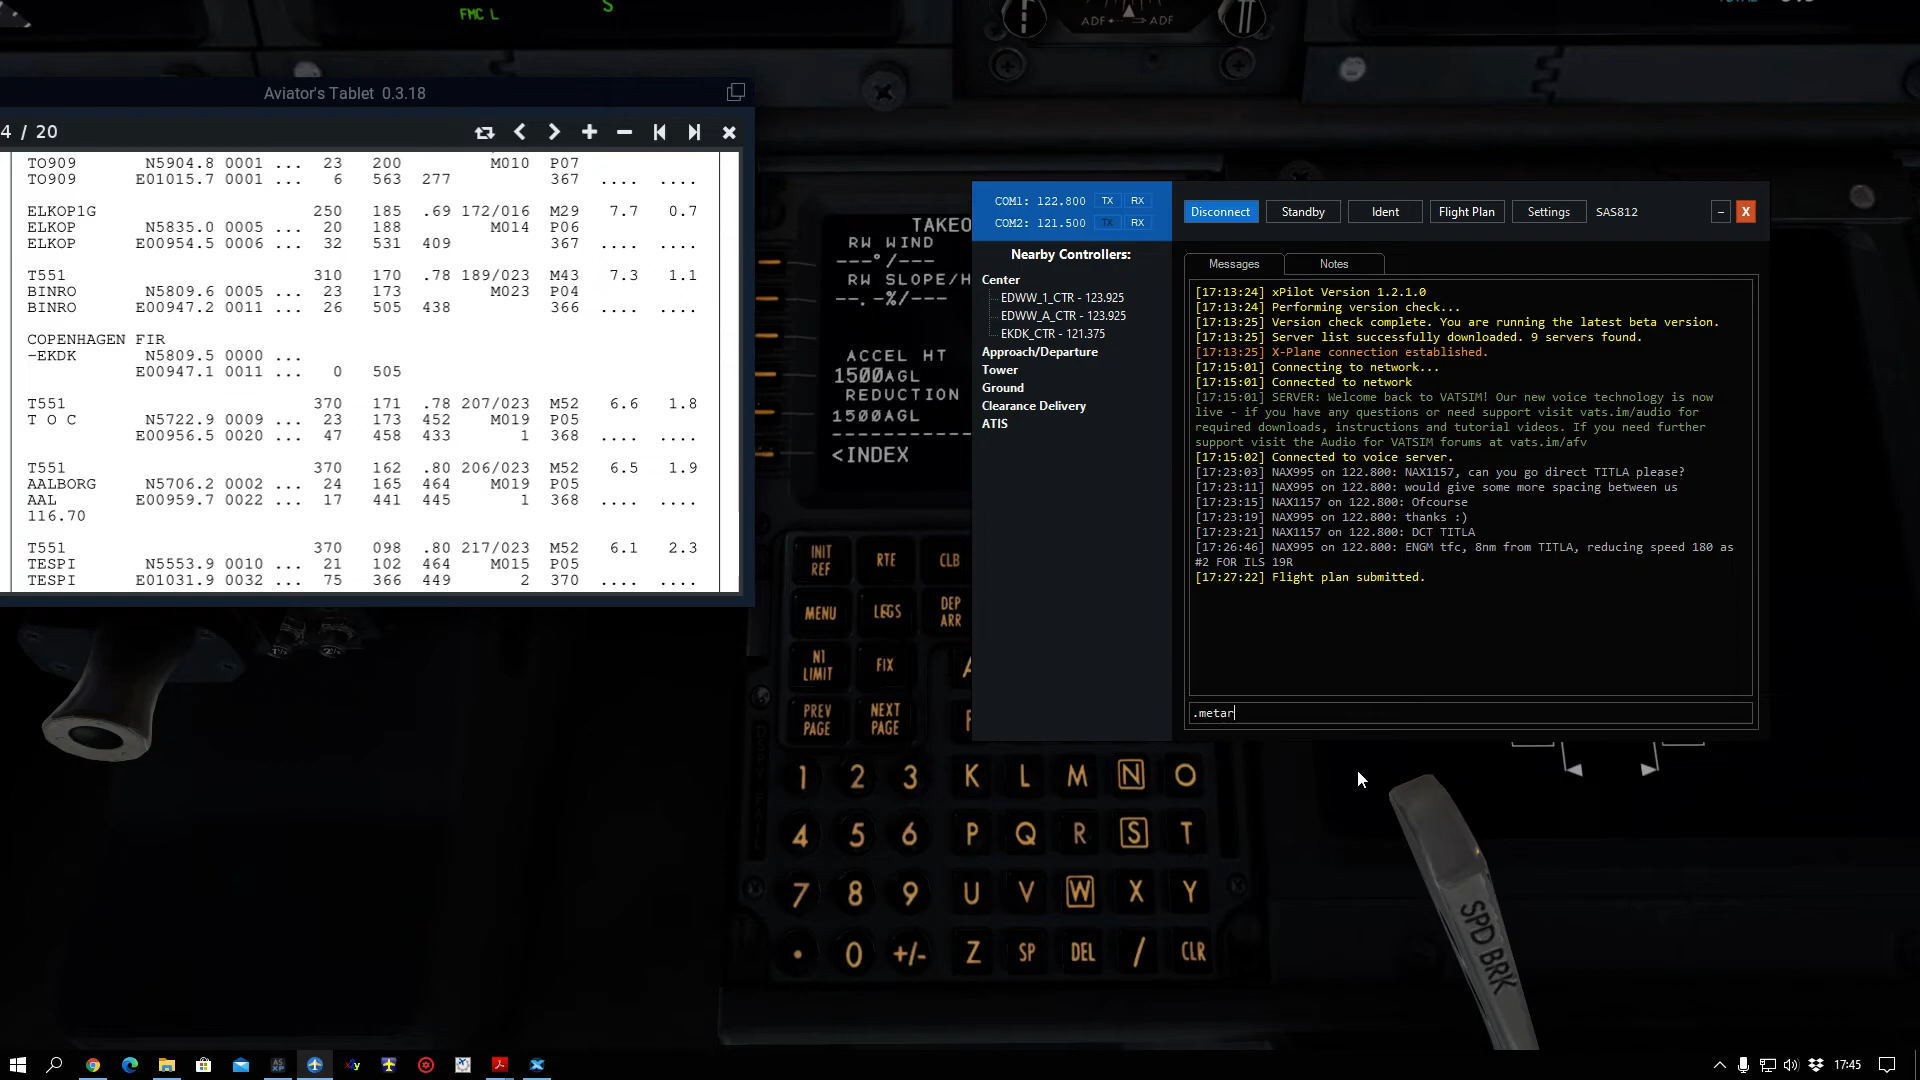 FMC L
S
ADF
ADF
Aviator's Tablet 0.3.18
4 / 20
TO909 N5904.8 0001 ... 23 200 M010 P07
TO909 E01015.7 0001 ... 6 563 277 367 .... ....
ELKOP1G 250 185 .69 172/016 M29 7.7 0.7
ELKOP N5835.0 0005 ... 20 188 M014 P06
ELKOP E00954.5 0006 ... 32 531 409 367 .... ....
T551 310 170 .78 189/023 M43 7.3 1.1
BINRO N5809.6 0005 ... 23 173 M023 P04
BINRO E00947.2 0011 ... 26 505 438 366 .... ....
COPENHAGEN FIR
-EKDK N5809.5 0000 ...
E00947.1 0011 ... 0 505
T551 370 171 .78 207/023 M52 6.6 1.8
T O C N5722.9 0009 ... 23 173 452 M019 P05
E00956.5 0020 ... 47 458 433 1 368 .... ....
T551 370 162 .80 206/023 M52 6.5 1.9
AALBORG N5706.2 0002 ... 24 165 464 M019 P05
AAL E00959.7 0022 ... 17 441 445 1 368 .... ....
116.70
T551 370 098 .80 217/023 M52 6.1 2.3
TESPI N5553.9 0010 ... 21 102 464 M015 P05
TESPI E01031.9 0032 ... 75 366 449 2 370 .... ....
TAKEO
RW WIND
---°/---
RW SLOPE/H
--.-%/---
ACCEL HT
1500AGL
REDUCTION
1500AGL
<INDEX
COM1: 122.800 TX RX
COM2: 121.500 TX RX
Disconnect Standby Ident Flight Plan Settings SAS812 – X
Nearby Controllers:
Center
EDWW_1_CTR - 123.925
EDWW_A_CTR - 123.925
EKDK_CTR - 121.375
Approach/Departure
Tower
Ground
Clearance Delivery
ATIS
Messages Notes
[17:13:24] xPilot Version 1.2.1.0
[17:13:24] Performing version check...
[17:13:25] Version check complete. You are running the latest beta version.
[17:13:25] Server list successfully downloaded. 9 servers found.
[17:13:25] X-Plane connection established.
[17:15:01] Connecting to network...
[17:15:01] Connected to network
[17:15:01] SERVER: Welcome back to VATSIM! Our new voice technology is now
live - if you have any questions or need support visit vats.im/audio for
required downloads, instructions and tutorial videos. If you need further
support visit the Audio for VATSIM forums at vats.im/afv
[17:15:02] Connected to voice server.
[17:23:03] NAX995 on 122.800: NAX1157, can you go direct TITLA please?
[17:23:11] NAX995 on 122.800: would give some more spacing between us
[17:23:15] NAX1157 on 122.800: Ofcourse
[17:23:19] NAX995 on 122.800: thanks :)
[17:23:21] NAX1157 on 122.800: DCT TITLA
[17:26:46] NAX995 on 122.800: ENGM tfc, 8nm from TITLA, reducing speed 180 as
#2 FOR ILS 19R
[17:27:22] Flight plan submitted.
.metar
INIT REF RTE CLB
MENU LEGS DEP ARR
N1 LIMIT FIX A
PREV PAGE NEXT PAGE F
1 2 3 K L M N O
4 5 6 P Q R S T
7 8 9 U V W X Y
. 0 +/- Z SP DEL / CLR
SPD BRK
17:45